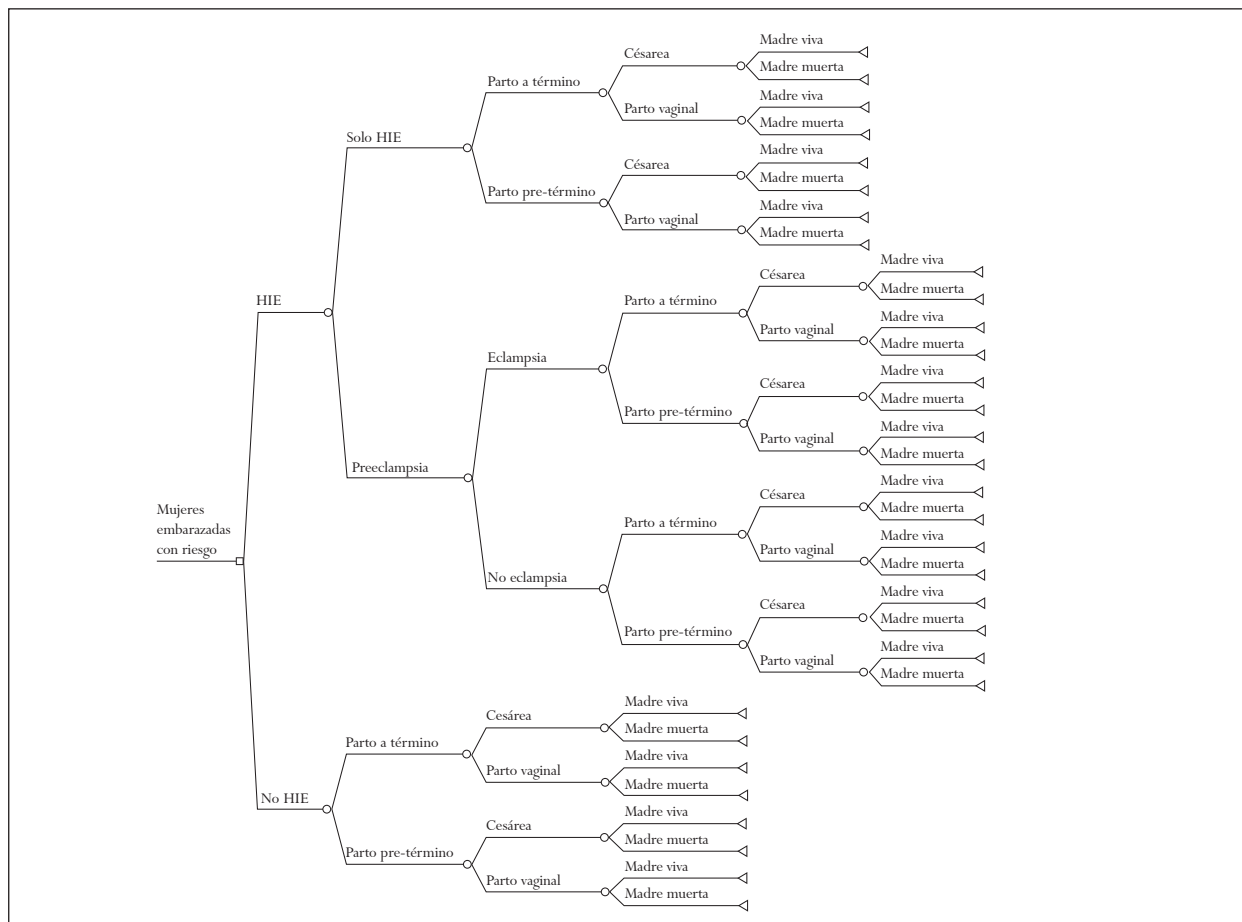 Madre viva
Césarea
Madre muerta
Parto a término
Madre viva
Parto vaginal
Madre muerta
Solo HIE
Madre viva
Césarea
Madre muerta
Parto pre-término
Madre viva
Parto vaginal
Madre muerta
HIE
Madre viva
Césarea
Madre muerta
Parto a término
Madre viva
Parto vaginal
Madre muerta
Eclampsia
Madre viva
Césarea
Madre muerta
Parto pre-término
Madre viva
Parto vaginal
Madre muerta
Preeclampsia
Madre viva
Césarea
Madre muerta
Parto a término
Madre viva
Parto vaginal
Madre muerta
No eclampsia
Madre viva
Césarea
Madre muerta
Parto pre-término
Madre viva
Parto vaginal
Madre muerta
Mujeres
embarazadas
con riesgo
Madre viva
Cesárea
Madre muerta
Parto a término
Madre viva
Parto vaginal
Madre muerta
No HIE
Madre viva
Cesárea
Madre muerta
Parto pre-término
Madre viva
Parto vaginal
Madre muerta